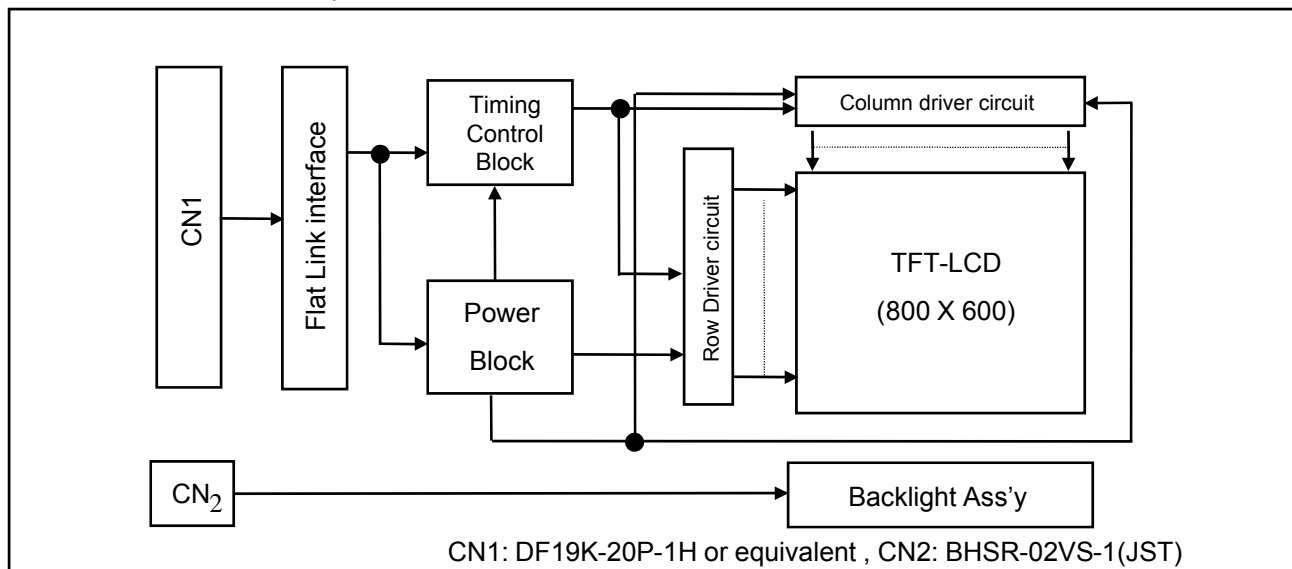 CN1
Flat Link interface
Timing
Control
Block
Power
Block
Row Driver circuit
Column driver circuit
TFT-LCD
(800 X 600)
CN2
Backlight Ass’y
CN1: DF19K-20P-1H or equivalent , CN2: BHSR-02VS-1(JST)